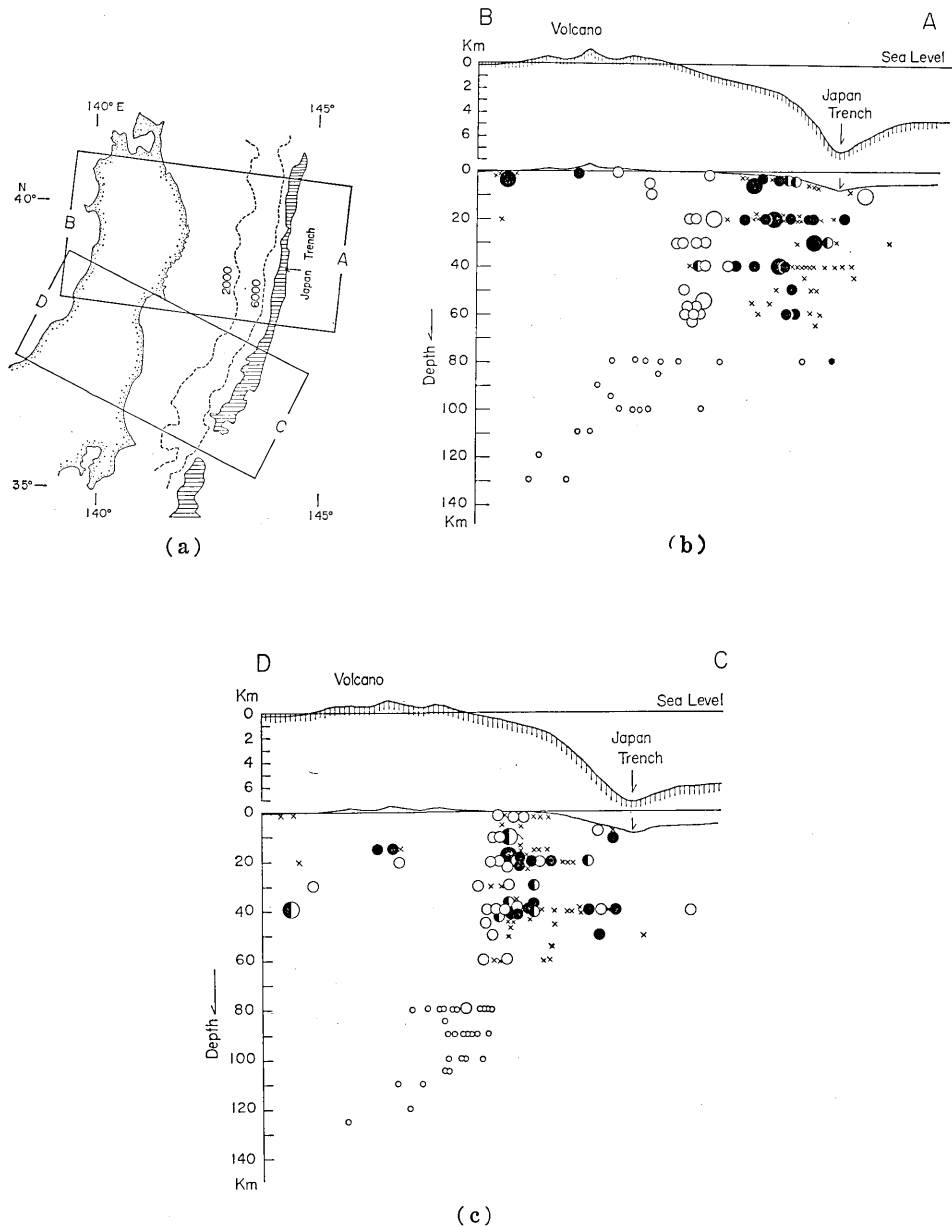 140° E
145°
N
40°
B
A
D
2000
6000
Japan Trench
C
35°
140°
145°
(a)
B
A
Volcano
Km
Sea Level
0
2
4
6
Japan
Trench
0
20
40
60
Depth
80
100
120
140
Km
(b)
D
C
Volcano
Km
Sea Level
0
2
4
6
Japan
Trench
0
20
40
60
Depth
80
100
120
140
Km
(c)